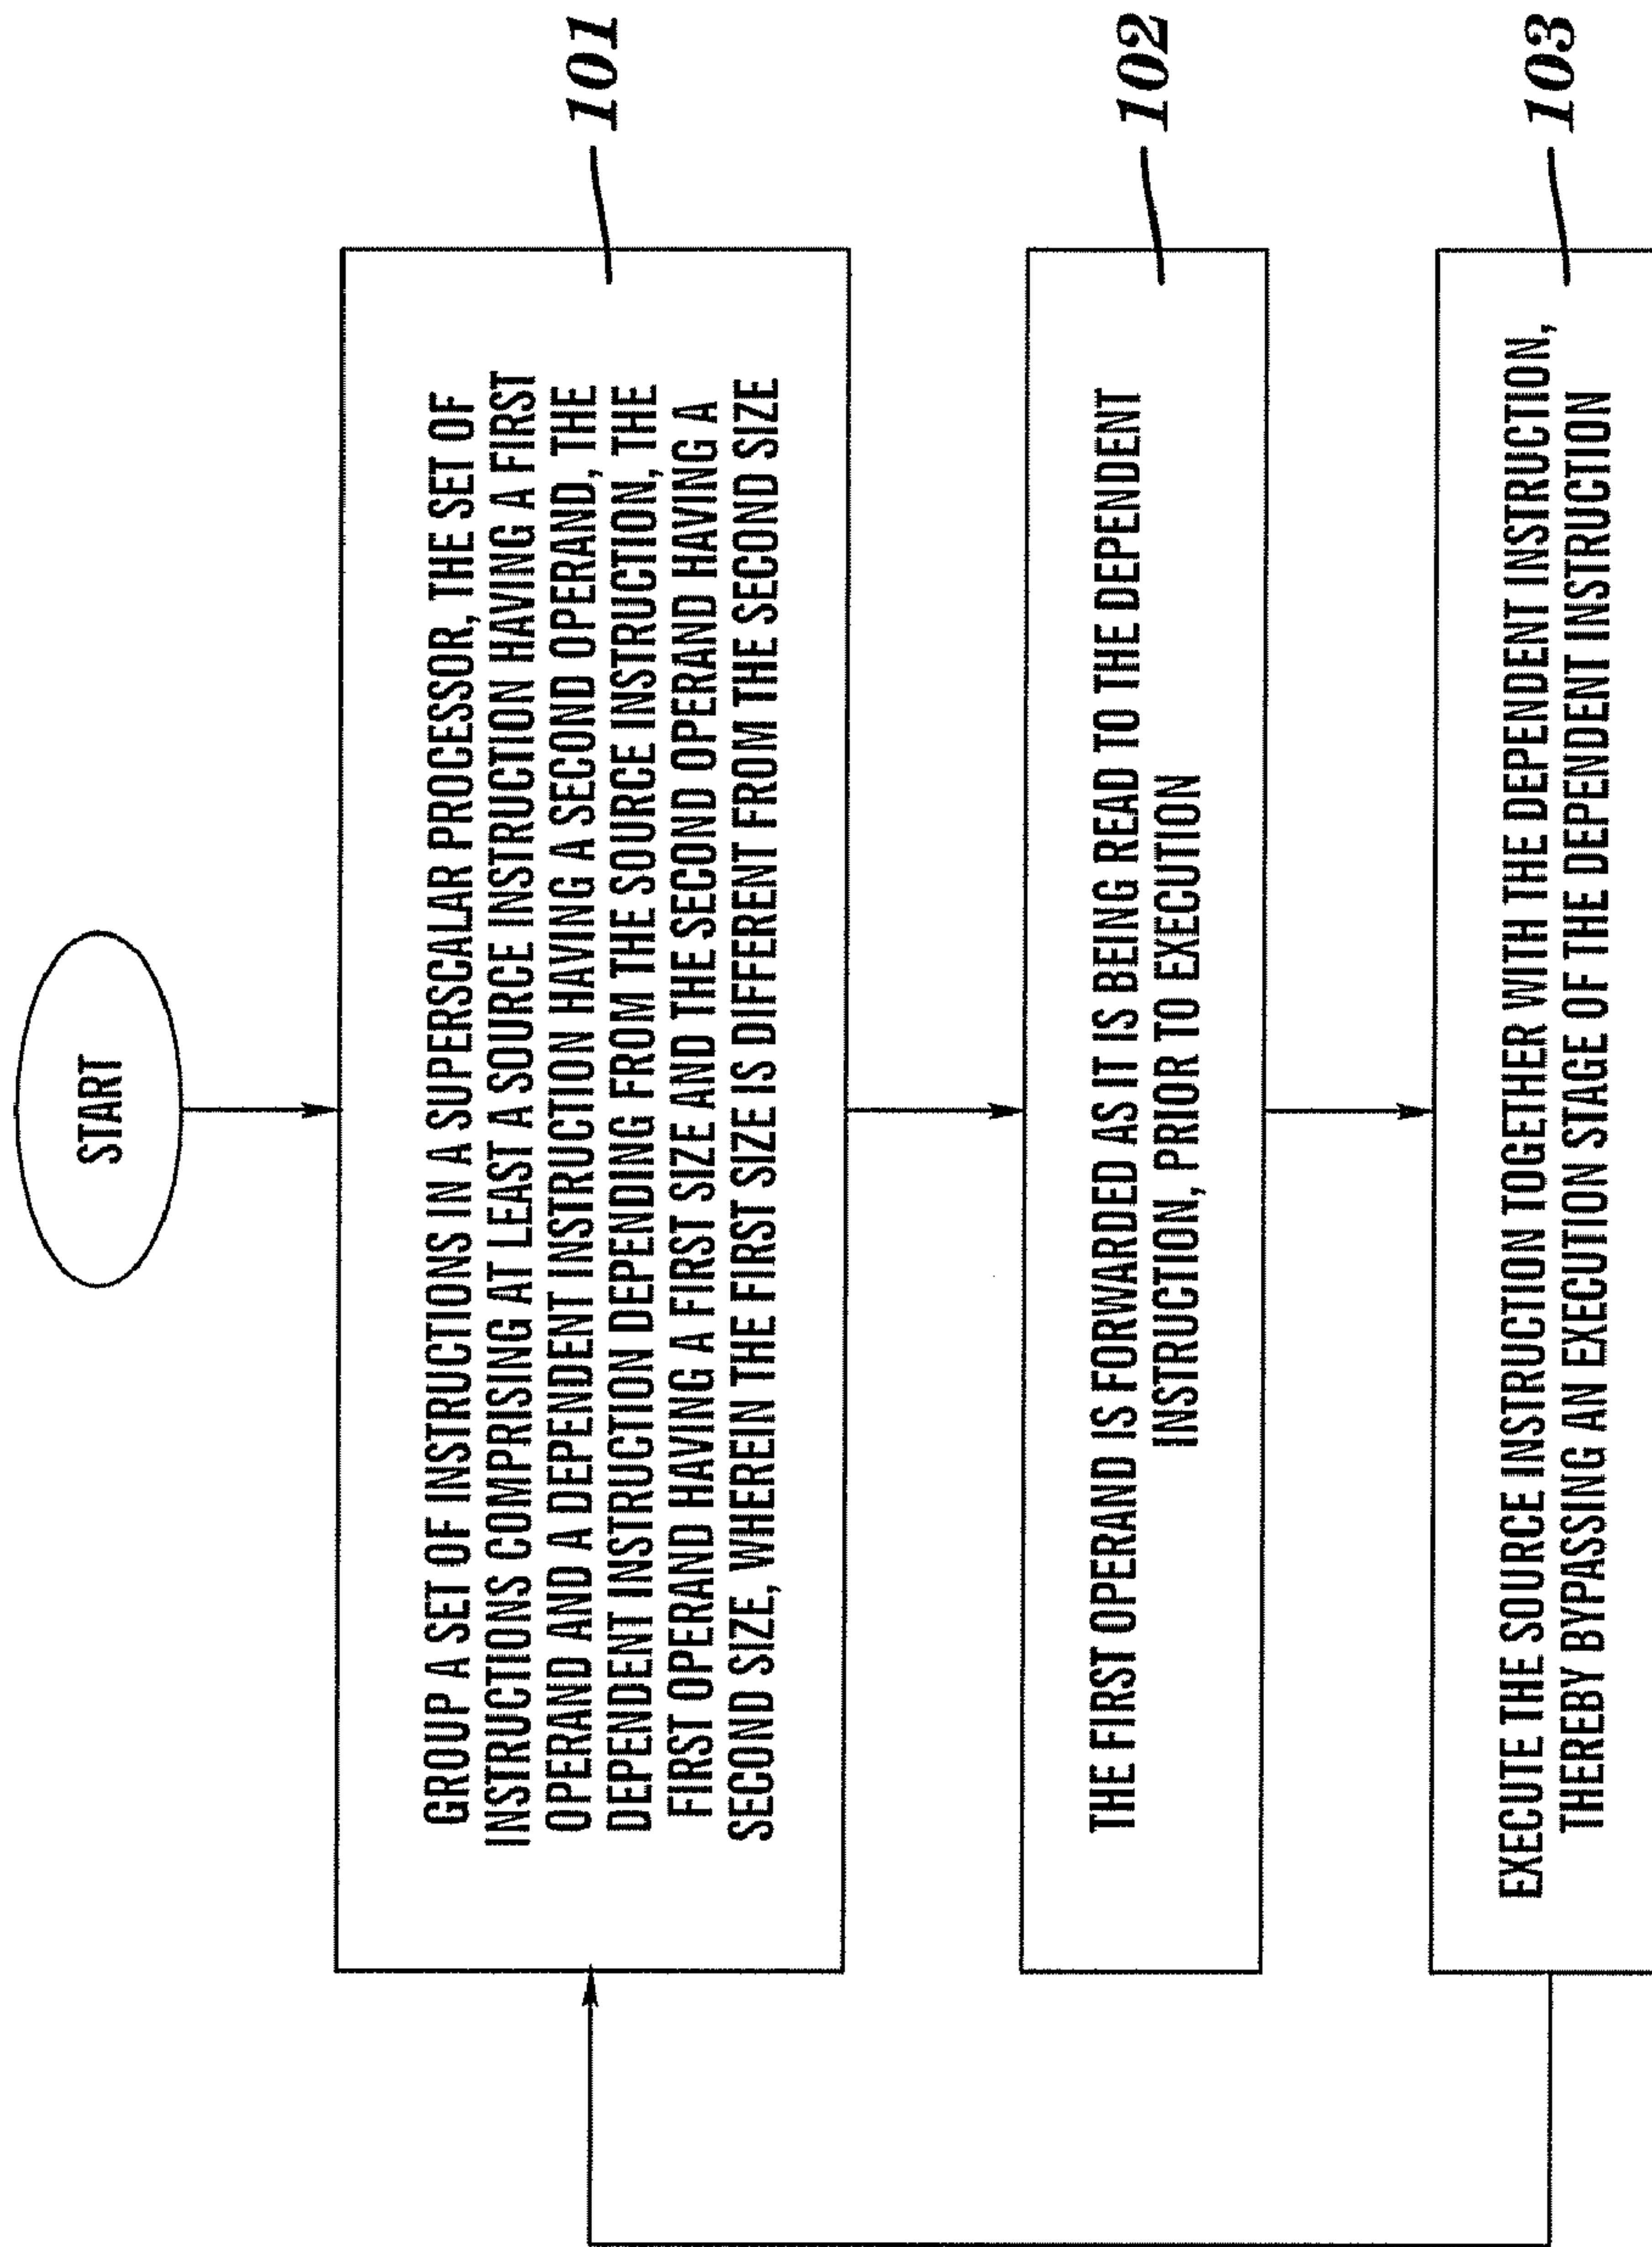 START
GROUP A SET OF INSTRUCTIONS IN A SUPERSCALAR PROCESSOR, THE SET OF
INSTRUCTIONS COMPRISING AT LEAST A SOURCE INSTRUCTION HAVING A FIRST
OPERAND AND A DEPENDENT INSTRUCTION HAVING A SECOND OPERAND, THE
DEPENDENT INSTRUCTION DEPENDING FROM THE SOURCE INSTRUCTION, THE
FIRST OPERAND HAVING A FIRST SIZE AND THE SECOND OPERAND HAVING A
SECOND SIZE, WHEREIN THE FIRST SIZE IS DIFFERENT FROM THE SECOND SIZE
101
THE FIRST OPERAND IS FORWARDED AS IT IS BEING READ TO THE DEPENDENT
INSTRUCTION, PRIOR TO EXECUTION
102
EXECUTE THE SOURCE INSTRUCTION TOGETHER WITH THE DEPENDENT INSTRUCTION,
THEREBY BYPASSING AN EXECUTION STAGE OF THE DEPENDENT INSTRUCTION
103